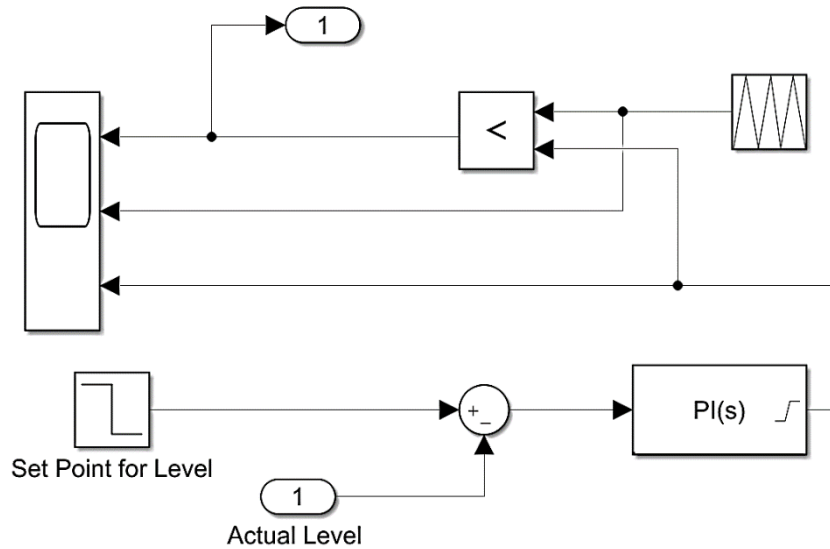 1
<
+
−
PI(s)
Set Point for Level
1
Actual Level